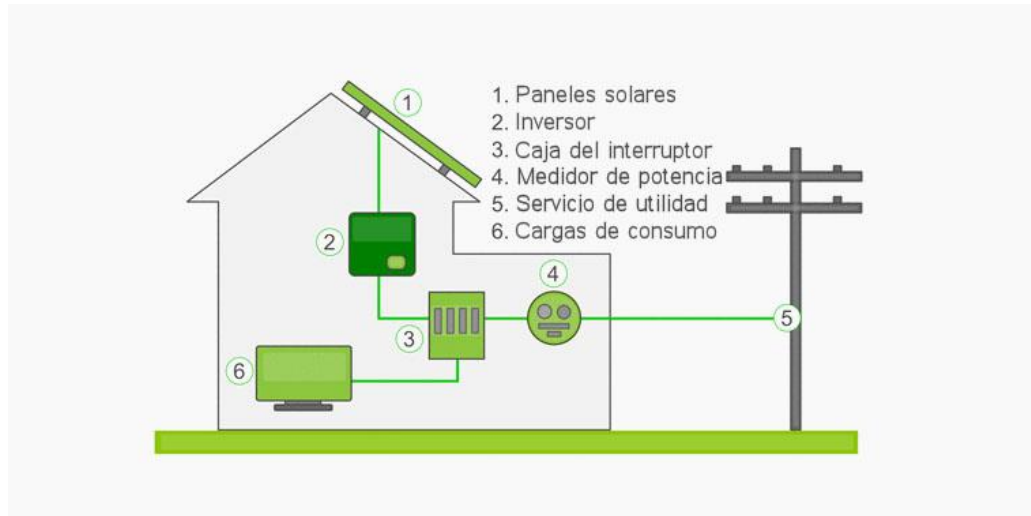 1. Paneles solares
2. Inversor
3. Caja del interruptor
4. Medidor de potencia
5. Servicio de utilidad
6. Cargas de consumo
1
2
3
4
5
6